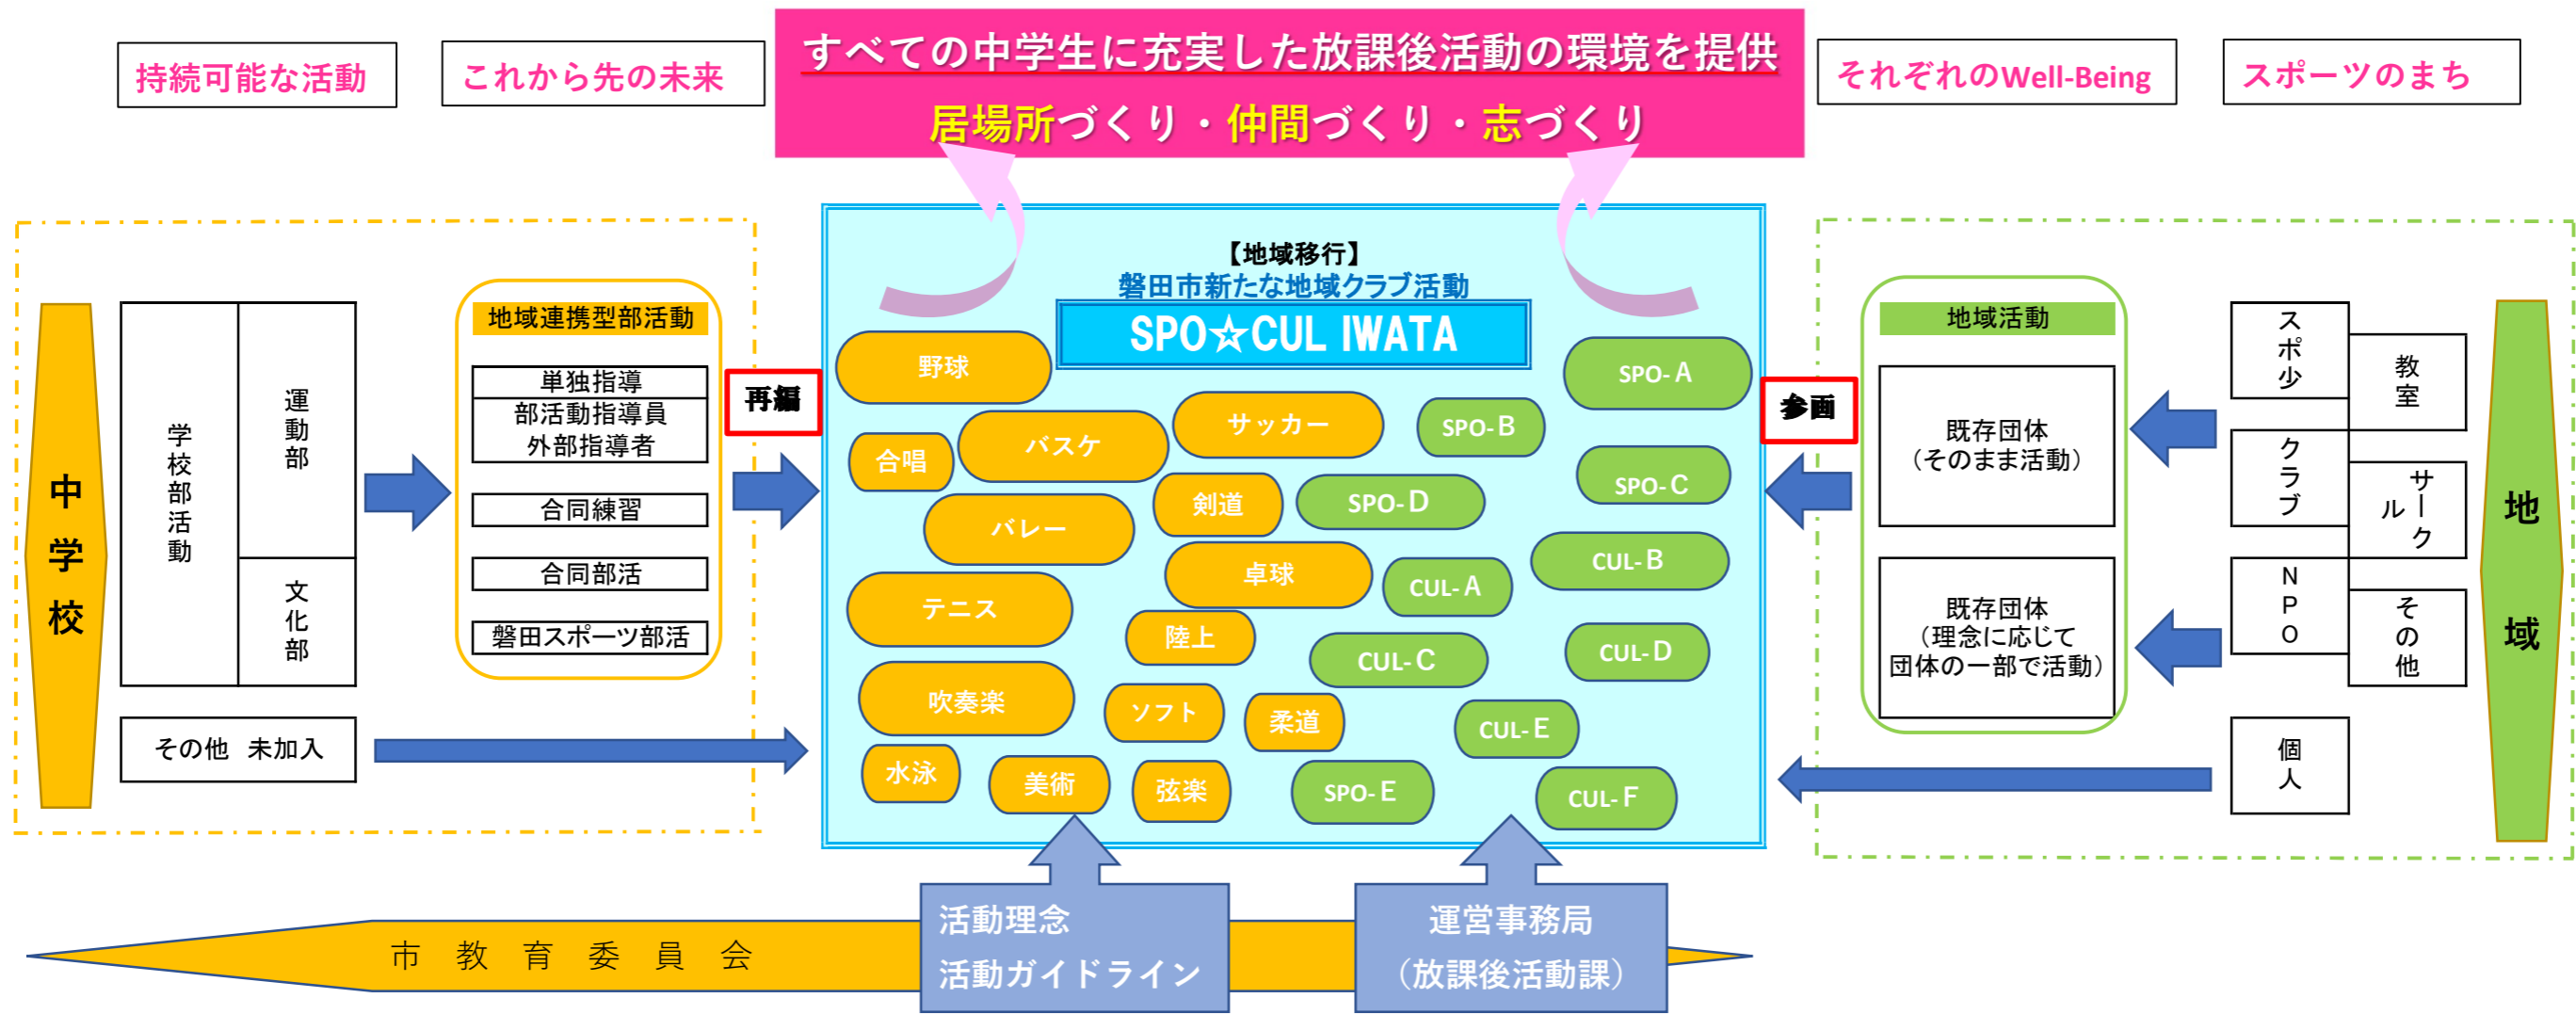 持続可能な活動
これから先の未来
すべての中学生に充実した放課後活動の環境を提供
居場所づくり・仲間づくり・志づくり
それぞれのWell-Being
スポーツのまち
中学校
学校部活動
運動部
文化部
その他 未加入
地域連携型部活動
単独指導
部活動指導員
外部指導者
合同練習
合同部活
磐田スポーツ部活
再編
【地域移行】
磐田市新たな地域クラブ活動
SPO☆CUL IWATA
野球
サッカー
バスケ
合唱
バレー
剣道
卓球
テニス
陸上
吹奏楽
ソフト
柔道
水泳
美術
弦楽
SPO-A
SPO-B
SPO-C
SPO-D
CUL-B
CUL-A
CUL-D
CUL-C
CUL-E
SPO-E
CUL-F
参画
地域活動
既存団体
（そのまま活動）
既存団体
（理念に応じて
団体の一部で活動）
スポ少
教室
クラブ
サークル
NPO
その他
個人
地域
市教育委員会
活動理念
活動ガイドライン
運営事務局
（放課後活動課）